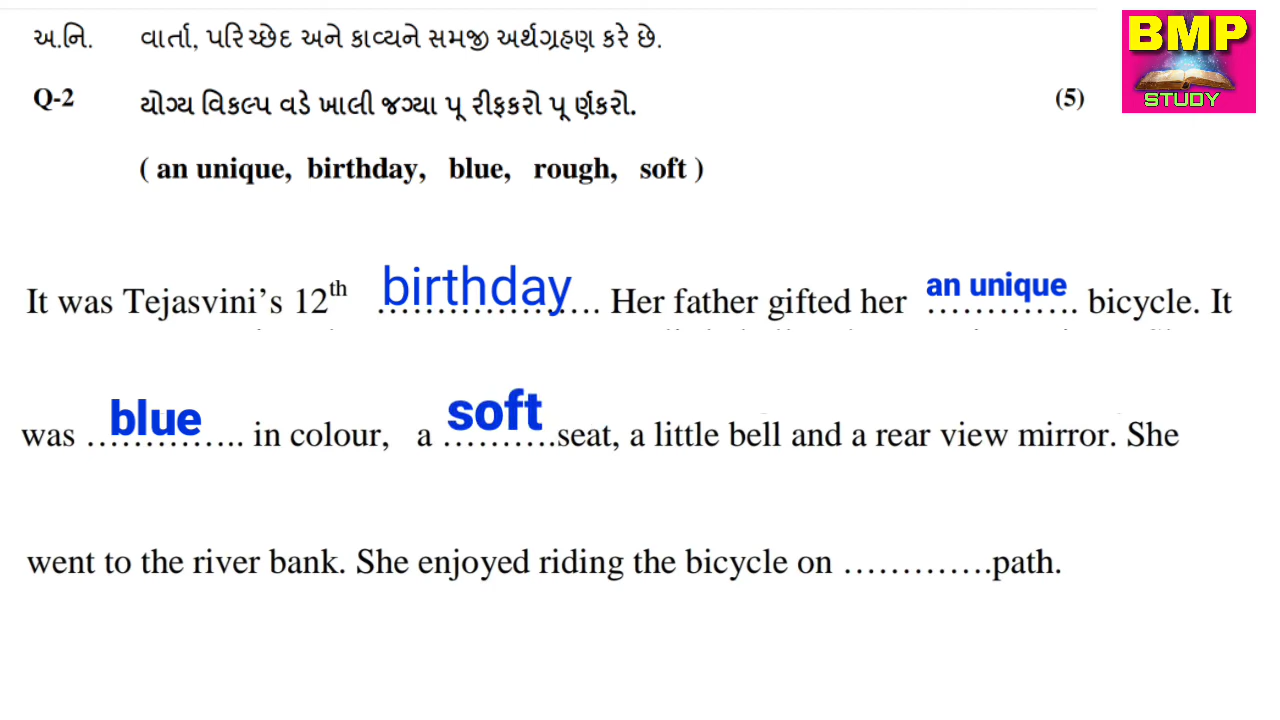 અ.નિ. વાર્તા, પરિચ્છેદ અને કાવ્યને સમજી અર્થગ્રહણ કરે છે.
BMP
STUDY
Q-2 યોગ્ય વિકલ્પ વડે ખાલી જગ્યા પૂ રીફકરો પૂ ર્ણકરો. (5)
( an unique, birthday, blue, rough, soft )
It was Tejasvini’s 12th birthday………………. Her father gifted her an unique…………. bicycle. It
was blue………….. in colour, a soft……….seat, a little bell and a rear view mirror. She
went to the river bank. She enjoyed riding the bicycle on ………….path.